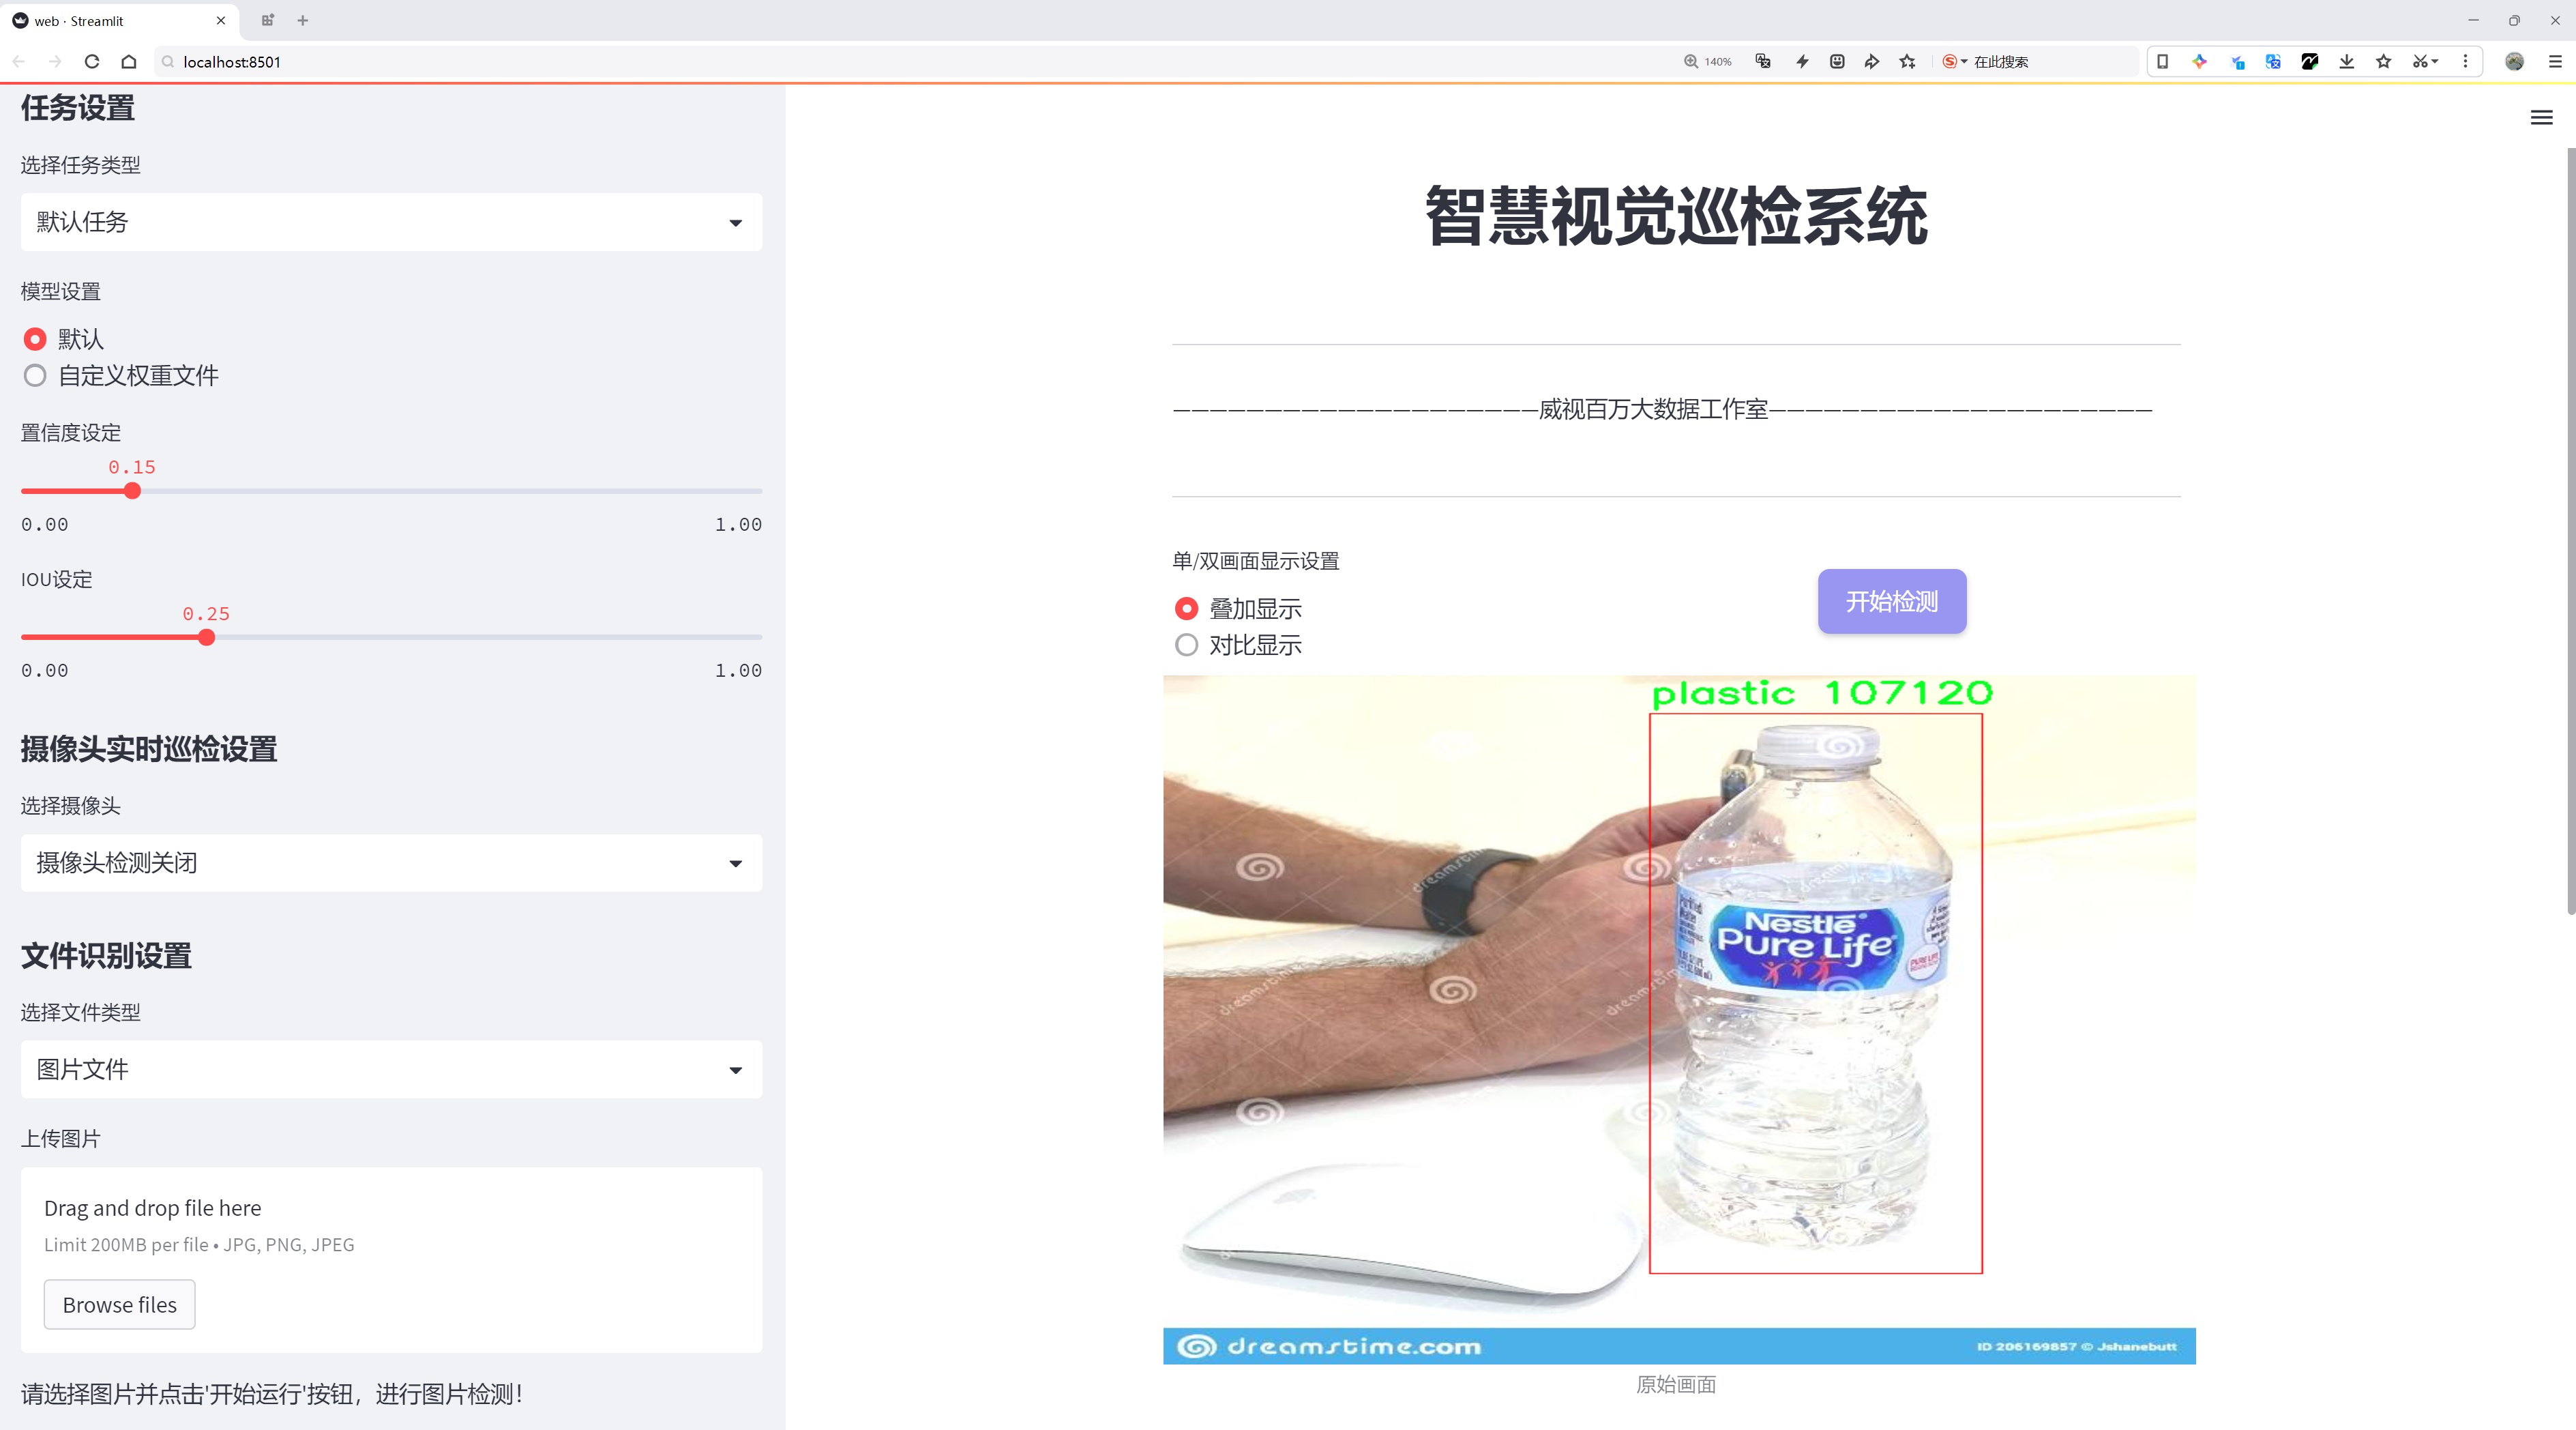 web · Streamlit
localhost:8501
140%
在此搜索
任务设置
选择任务类型
默认任务
模型设置
默认
自定义权重文件
置信度设定
0.15
0.00 1.00
IOU设定
0.25
0.00 1.00
摄像头实时巡检设置
选择摄像头
摄像头检测关闭
文件识别设置
选择文件类型
图片文件
上传图片
Drag and drop file here
Limit 200MB per file • JPG, PNG, JPEG
Browse files
请选择图片并点击'开始运行'按钮，进行图片检测！
智慧视觉巡检系统
————————————————————威视百万大数据工作室—————————————————————
单/双画面显示设置
叠加显示
对比显示
开始检测
plastic 107120
Nestlé
Pure Life
dreamstime
dreamstime.com
ID 206169857 © Jshanebutt
原始画面